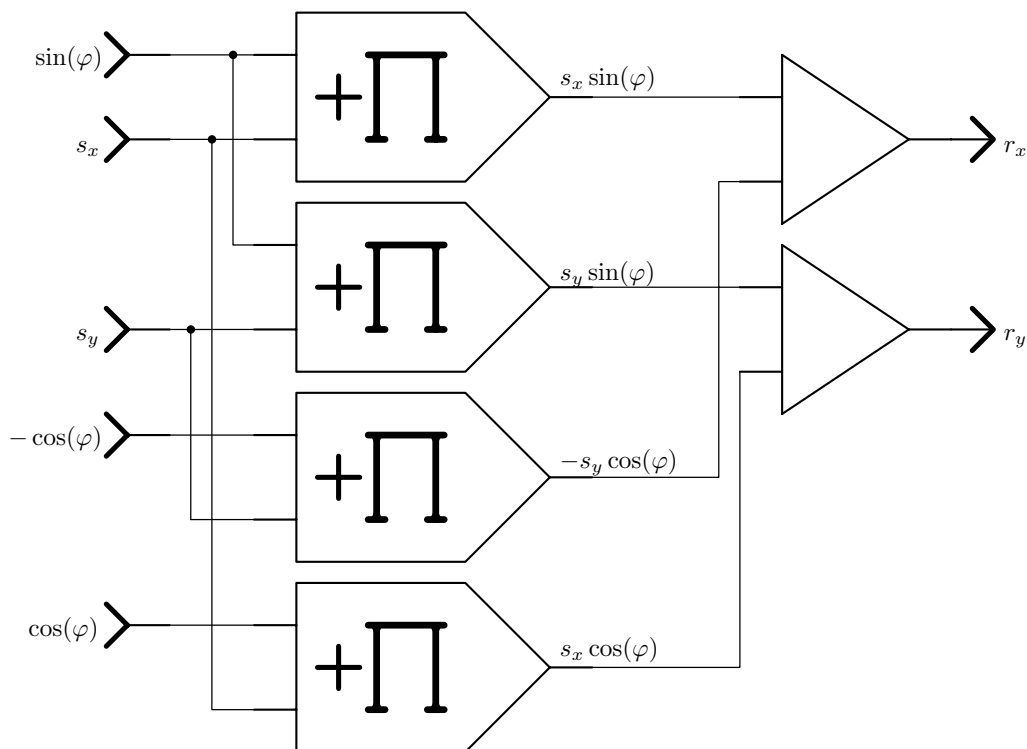 sin(φ)
+∏
s_x sin(φ)
s_x
r_x
+∏
s_y sin(φ)
s_y
r_y
− cos(φ)
+∏
−s_y cos(φ)
cos(φ)
+∏
s_x cos(φ)